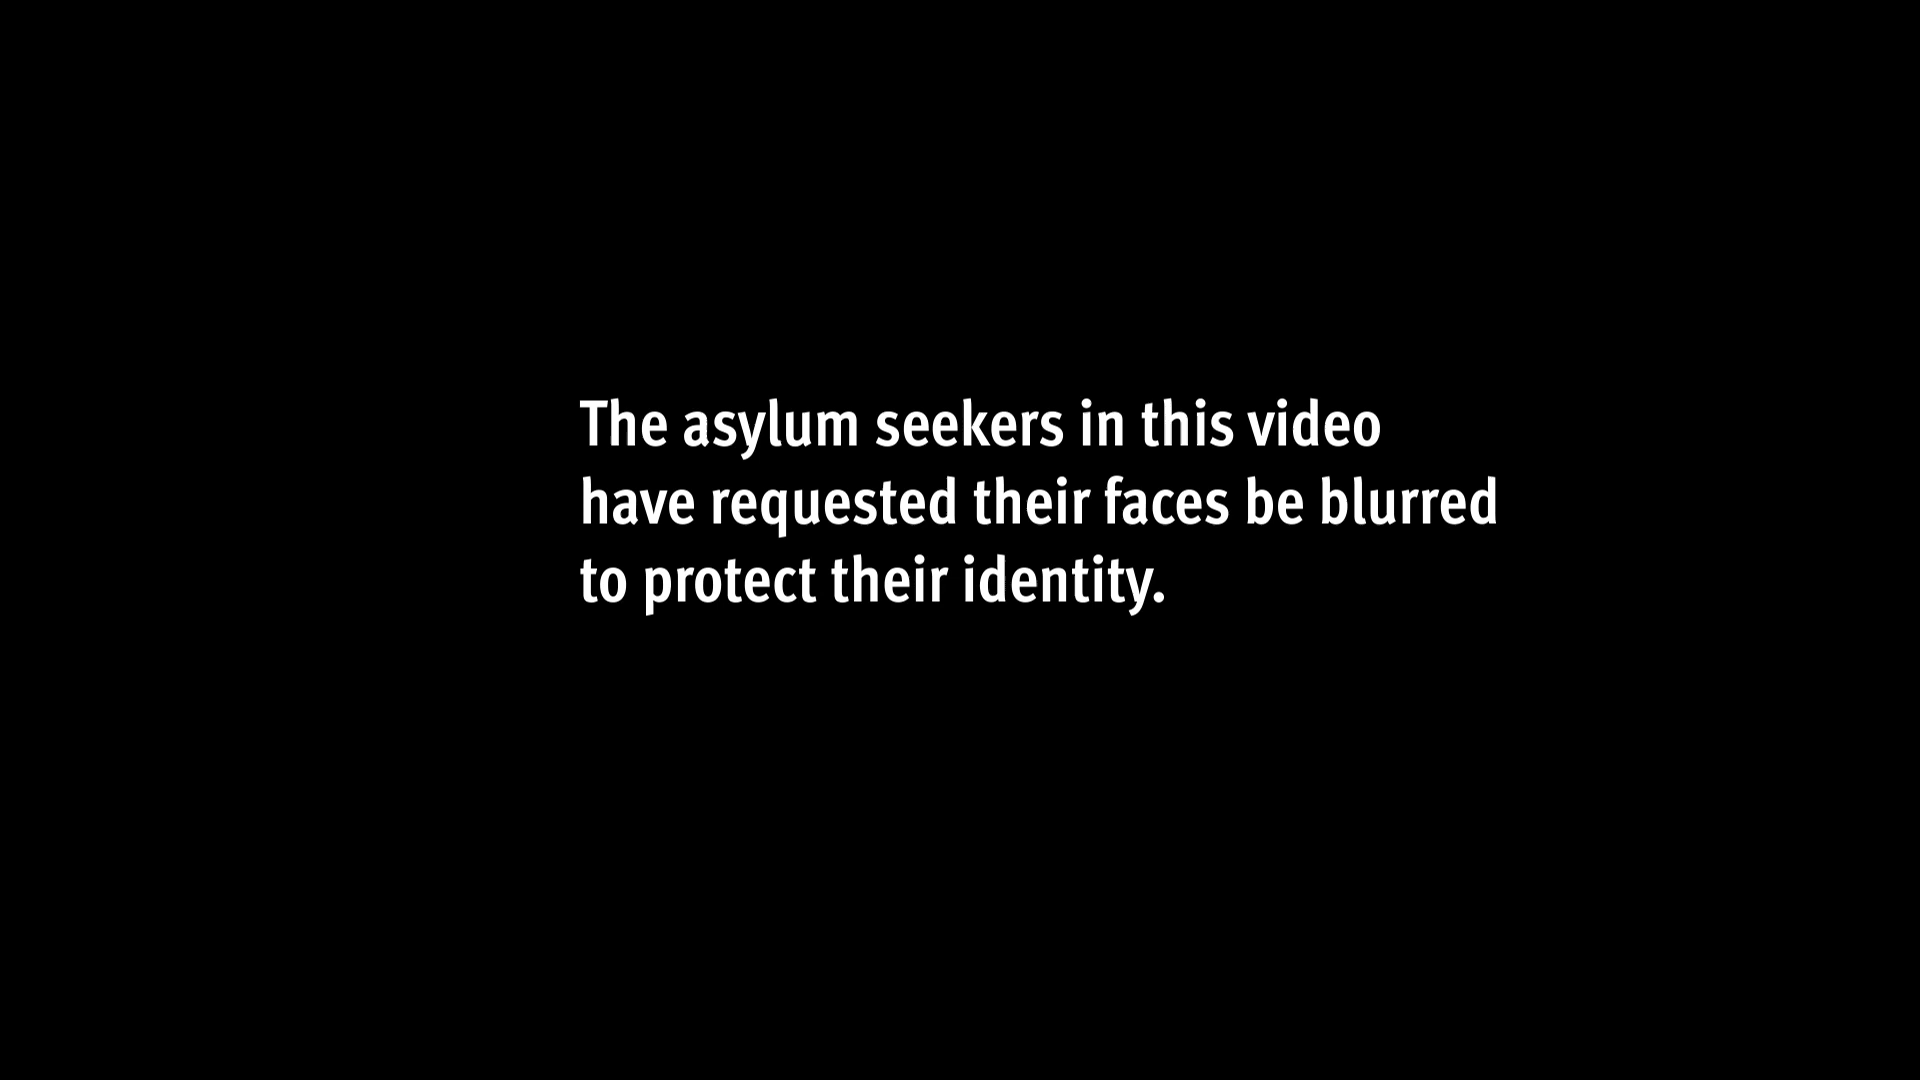 The asylum seekers in this video
have requested their faces be blurred
to protect their identity.